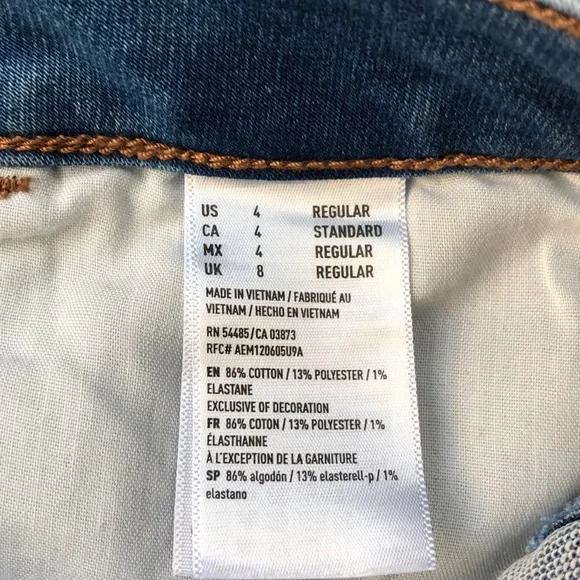 US 4 REGULAR
CA 4 STANDARD
MX 4 REGULAR
UK 8 REGULAR
MADE IN VIETNAM / FABRIQUÉ AU
VIETNAM / HECHO EN VIETNAM
RN 54485/CA 03873
RFC# AEM120605U9A
EN 86% COTTON / 13% POLYESTER / 1%
ELASTANE
EXCLUSIVE OF DECORATION
FR 86% COTON / 13% POLYESTER / 1%
ÉLASTHANNE
À L'EXCEPTION DE LA GARNITURE
SP 86% algodón / 13% elasterell-p / 1%
elastano